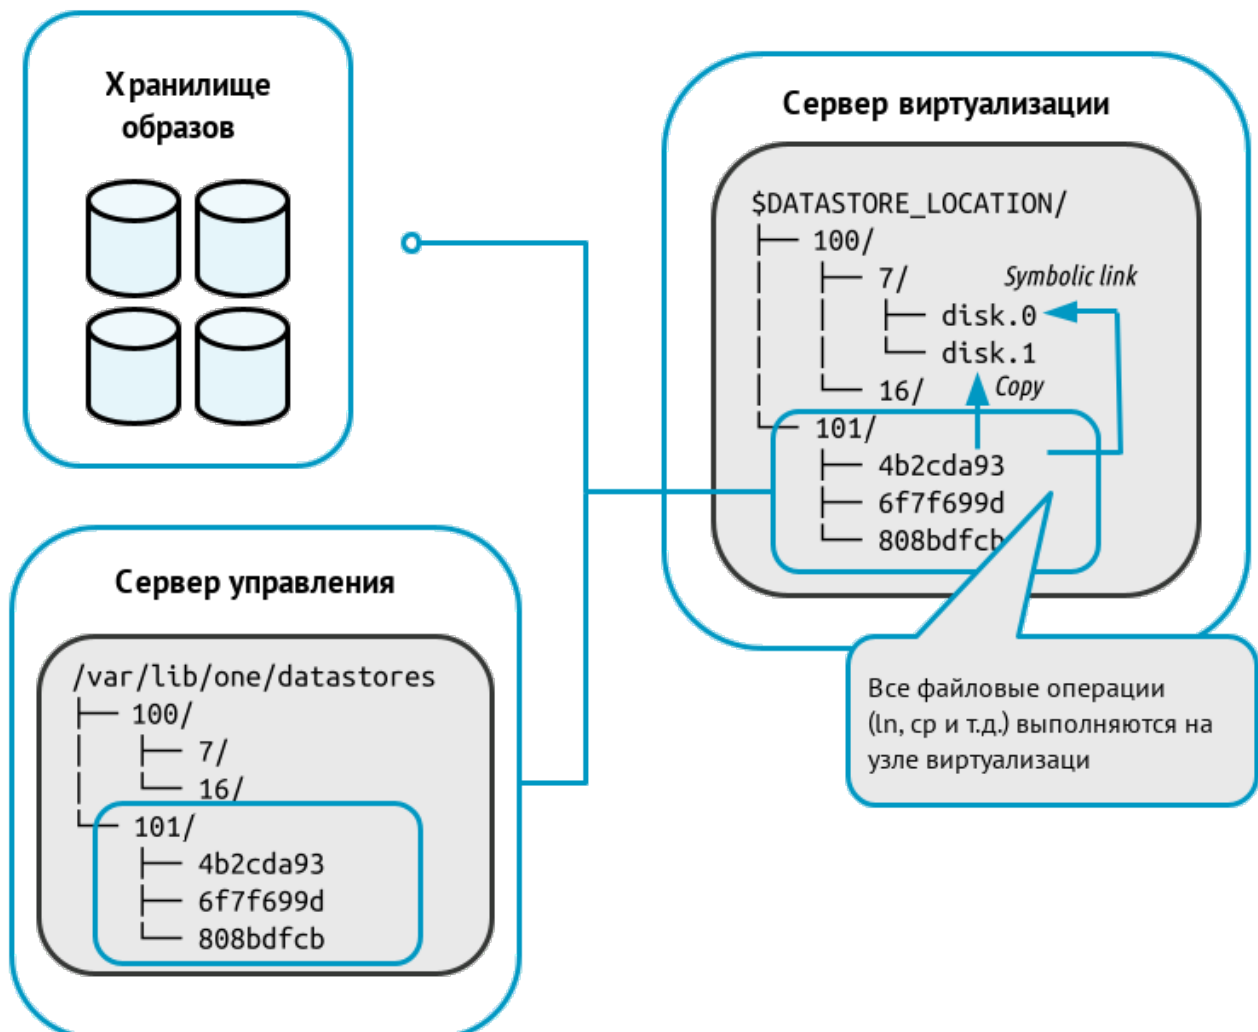 Хранилище
образов
Сервер виртуализации
$DATASTORE_LOCATION/
├── 100/
│   ├── 7/
Symbolic link
│   │   ├── disk.0
│   │   └── disk.1
Copy
│   └── 16/
└── 101/
    ├── 4b2cda93
    ├── 6f7f699d
    └── 808bdfcb
Все файловые операции
(ln, cp и т.д.) выполняются на
узле виртуализаци
Сервер управления
/var/lib/one/datastores
├── 100/
│   ├── 7/
│   └── 16/
└── 101/
    ├── 4b2cda93
    ├── 6f7f699d
    └── 808bdfcb